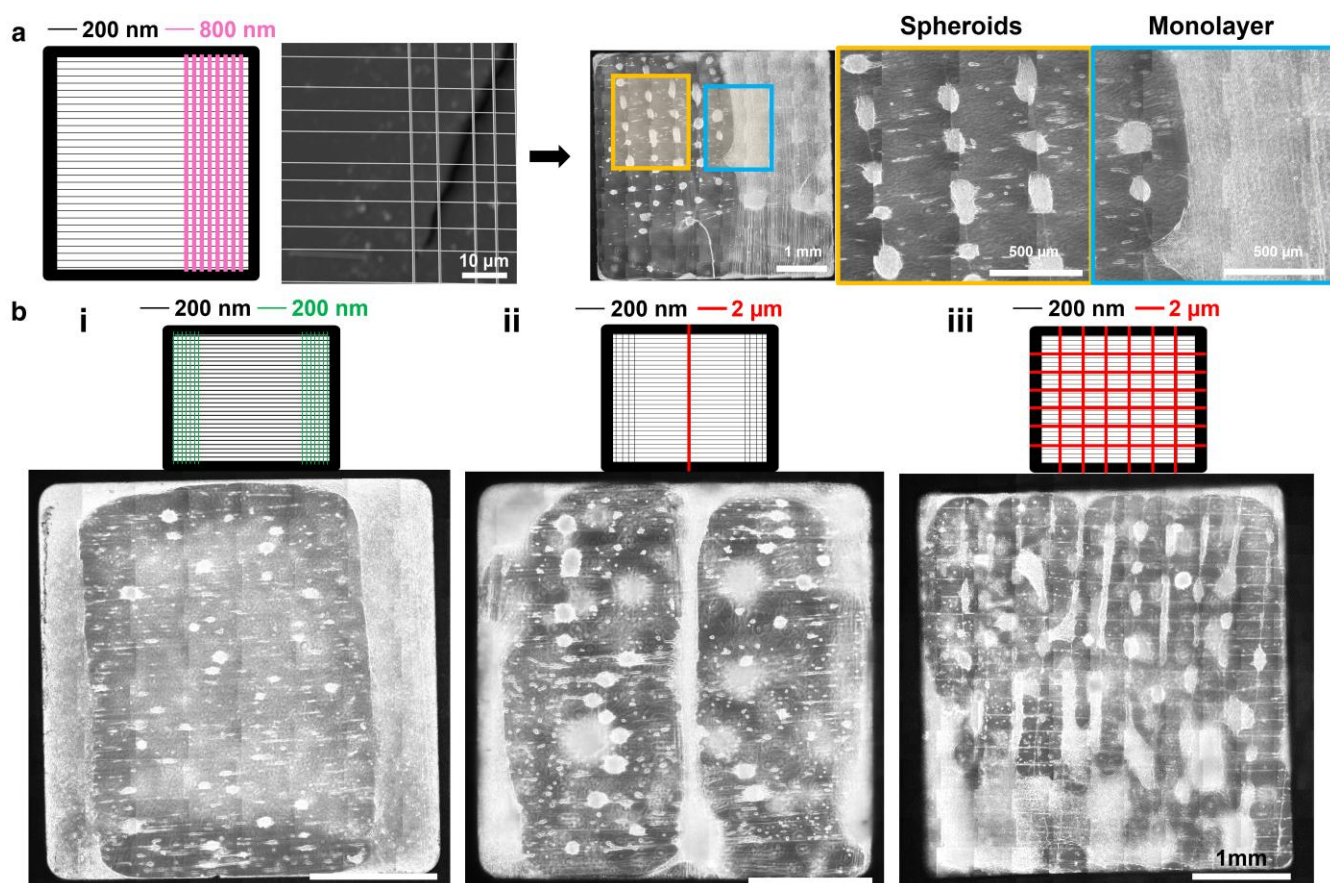 a
200 nm 800 nm
10 µm
1 mm
Spheroids
500 µm
Monolayer
500 µm
b
i
200 nm 200 nm
ii
200 nm 2 µm
iii
200 nm 2 µm
1mm